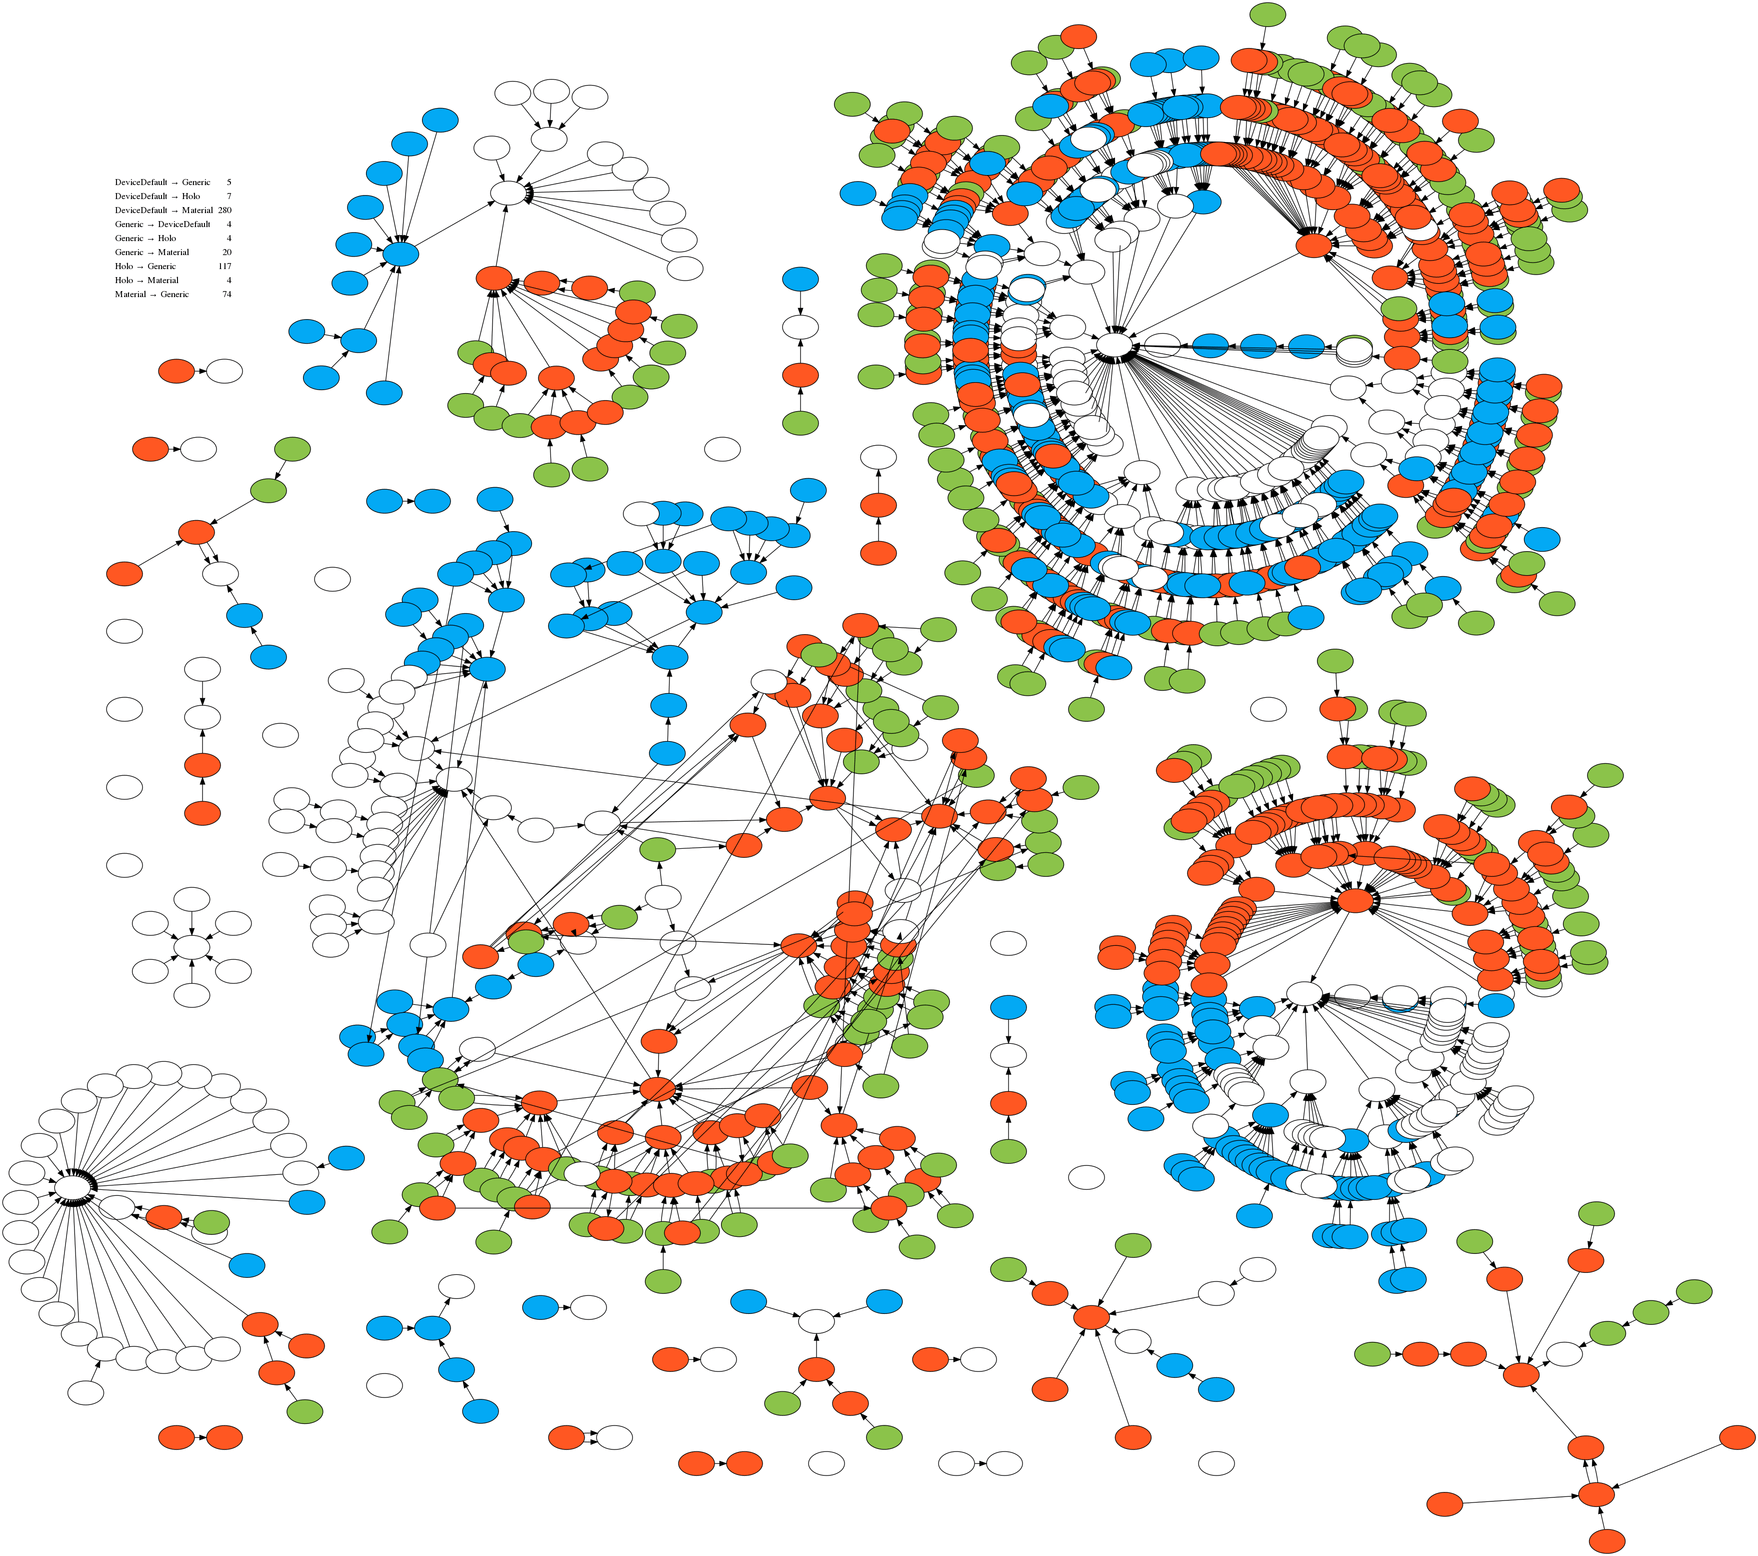 DeviceDefault → Generic 5
DeviceDefault → Holo 7
DeviceDefault → Material 280
Generic → DeviceDefault 4
Generic → Holo 4
Generic → Material 20
Holo → Generic 117
Holo → Material 4
Material → Generic 74